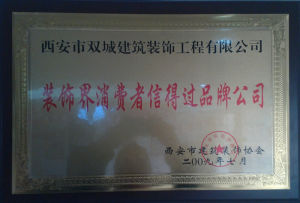 西安市双城建筑装饰工程有限公司
装饰界消费者信得过品牌公司
西安市建筑装饰协会
二00九年七月